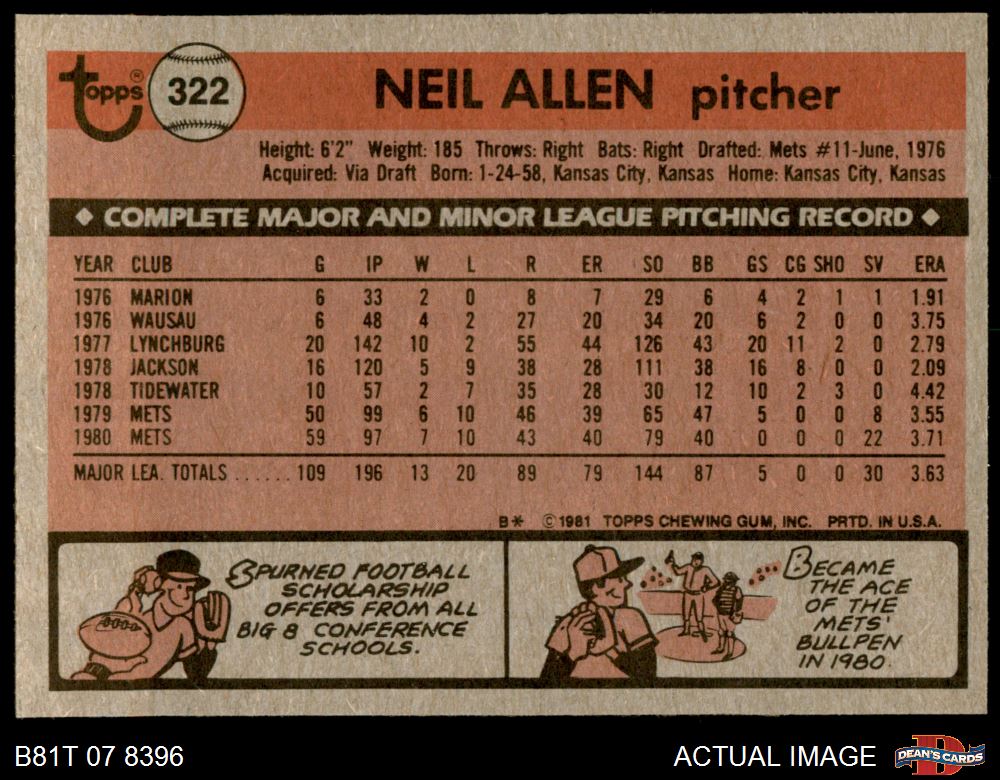 topps® 322 NEIL ALLEN pitcher
Height: 6'2" Weight: 185 Throws: Right Bats: Right Drafted: Mets #11-June, 1976
Acquired: Via Draft Born: 1-24-58, Kansas City, Kansas Home: Kansas City, Kansas
◆ COMPLETE MAJOR AND MINOR LEAGUE PITCHING RECORD ◆
YEAR CLUB G IP W L R ER SO BB GS CG SHO SV ERA
1976 MARION 6 33 2 0 8 7 29 6 4 2 1 1 1.91
1976 WAUSAU 6 48 4 2 27 20 34 20 6 2 0 0 3.75
1977 LYNCHBURG 20 142 10 2 55 44 126 43 20 11 2 0 2.79
1978 JACKSON 16 120 5 9 38 28 111 38 16 8 0 0 2.09
1978 TIDEWATER 10 57 2 7 35 28 30 12 10 2 3 0 4.42
1979 METS 50 99 6 10 46 39 65 47 5 0 0 8 3.55
1980 METS 59 97 7 10 43 40 79 40 0 0 0 22 3.71
MAJOR LEA. TOTALS ...... 109 196 13 20 89 79 144 87 5 0 0 30 3.63
B* ©1981 TOPPS CHEWING GUM, INC. PRTD. IN U.S.A.
SPURNED FOOTBALL
SCHOLARSHIP
OFFERS FROM ALL
BIG 8 CONFERENCE
SCHOOLS.
BECAME
THE ACE
OF THE
METS'
BULLPEN
IN 1980.
B81T 07 8396 ACTUAL IMAGE DEAN'S CARDS